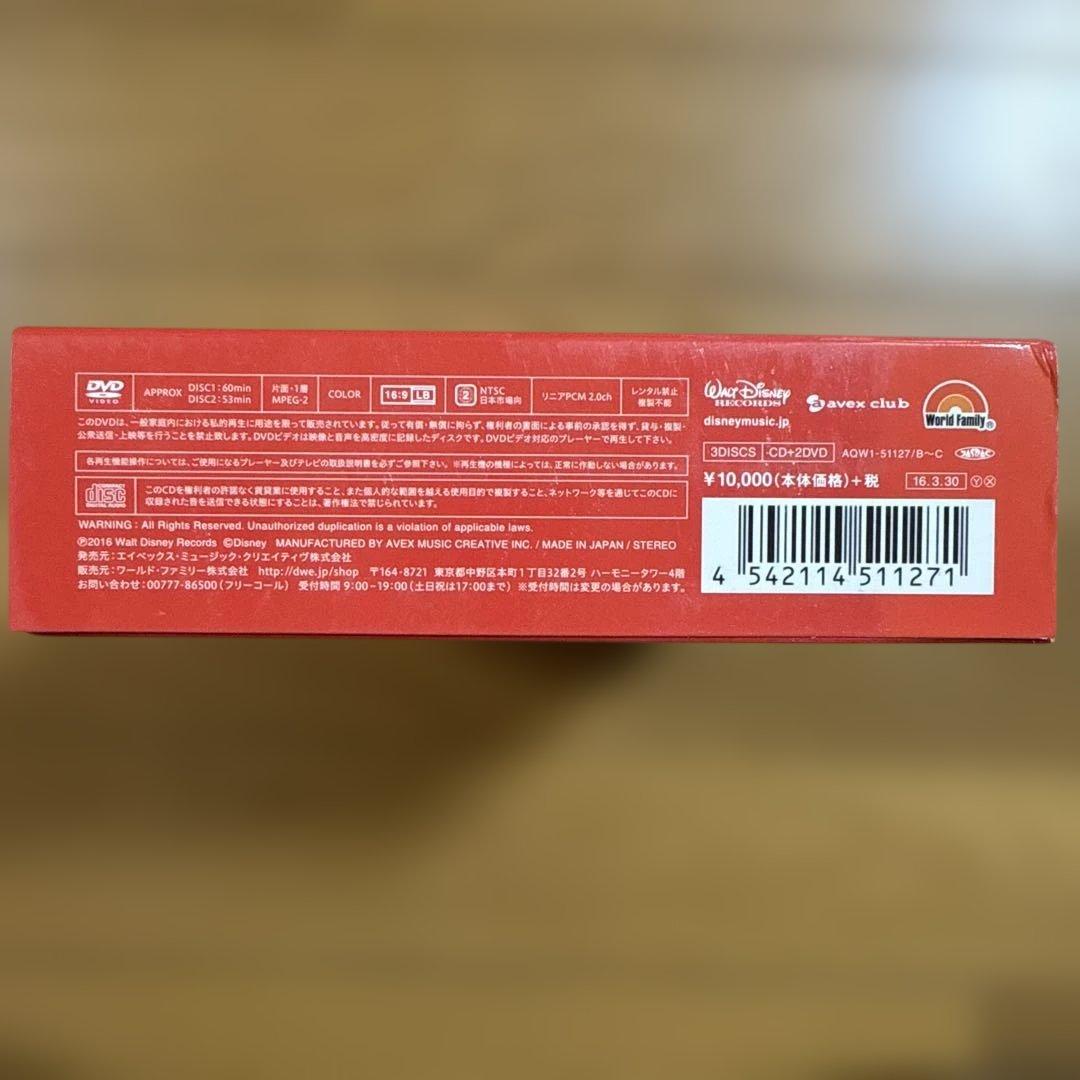 DVD VIDEO
APPROX DISC1:60min DISC2:53min
片面・1層 MPEG-2
COLOR
16:9 LB
2 NTSC 日本市場向
リニアPCM 2.0ch
レンタル禁止 複製不能
このDVDは、一般家庭内における私的再生に用途を限って販売されています。従って有償・無償に拘らず、権利者の書面による事前の承認を得ず、貸与・複製・
公衆送信・上映等を行うことを禁止致します。DVDビデオは映像と音声を高密度に記録したディスクです。DVDビデオ対応のプレーヤーで再生して下さい。
各再生機能操作については、ご使用になるプレーヤー及びテレビの取扱説明書を必ずご参照下さい。※再生機の機種によっては、正常に作動しない場合があります。
COMPACT disc DIGITAL AUDIO
このCDを権利者の許諾なく賃貸業に使用すること、また個人的な範囲を越える使用目的で複製すること、ネットワーク等を通じてこのCDに
収録された音を送信できる状態にすることは、著作権法で禁じられています。
WARNING : All Rights Reserved. Unauthorized duplication is a violation of applicable laws.
Ⓟ2016 Walt Disney Records ©Disney MANUFACTURED BY AVEX MUSIC CREATIVE INC. / MADE IN JAPAN / STEREO
発売元：エイベックス・ミュージック・クリエイティヴ株式会社
販売元：ワールド・ファミリー株式会社 http://dwe.jp/shop 〒164-8721 東京都中野区本町1丁目32番2号 ハーモニータワー4階
お問い合わせ：00777-86500（フリーコール） 受付時間 9:00~19:00（土日祝は17:00まで） ※受付時間は変更の場合があります。
WALT DISNEY RECORDS
disneymusic.jp
a avex club
World Family®
3DISCS CD+2DVD AQW1-51127/B〜C JASRAC
¥10,000（本体価格）+税 16.3.30 Ⓨ Ⓧ
4 542114 511271